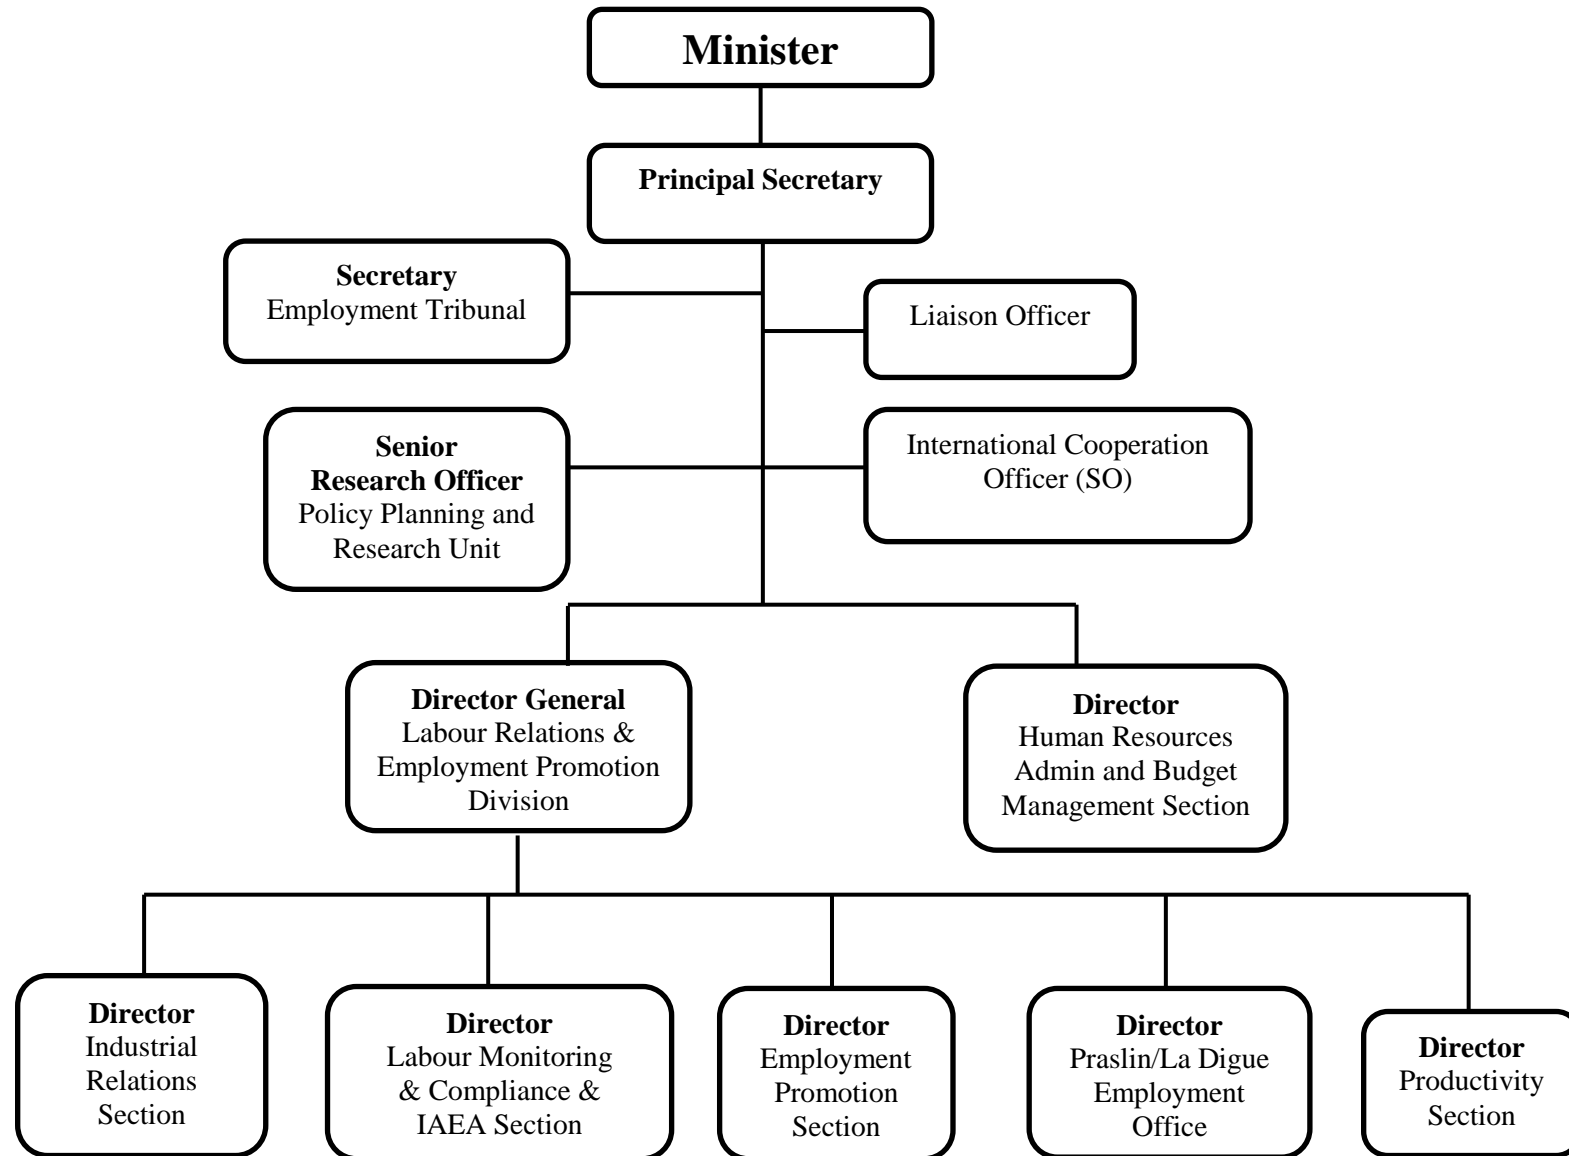 Minister
Principal Secretary
Secretary
Employment Tribunal
Liaison Officer
Senior
Research Officer
Policy Planning and
Research Unit
International Cooperation
Officer (SO)
Director General
Labour Relations &
Employment Promotion
Division
Director
Human Resources
Admin and Budget
Management Section
Director
Industrial
Relations
Section
Director
Labour Monitoring
& Compliance &
IAEA Section
Director
Employment
Promotion
Section
Director
Praslin/La Digue
Employment
Office
Director
Productivity
Section